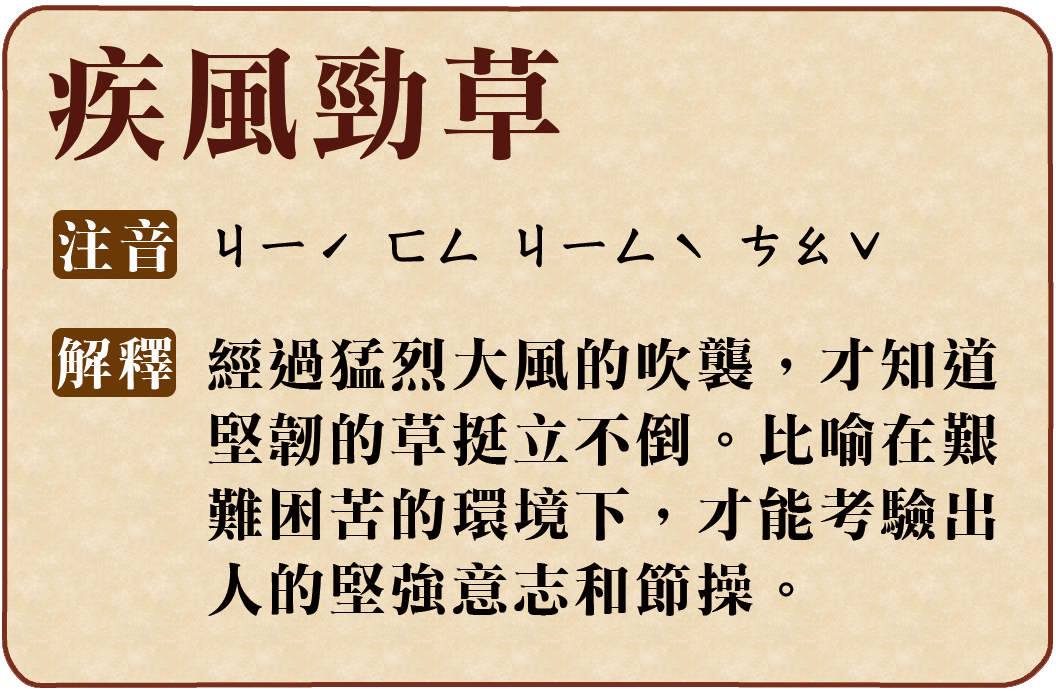 疾風勁草
注音 ㄐㄧˊ ㄈㄥ ㄐㄧㄥˋ ㄘㄠˇ
解釋 經過猛烈大風的吹襲，才知道
堅韌的草挺立不倒。比喻在艱
難困苦的環境下，才能考驗出
人的堅強意志和節操。